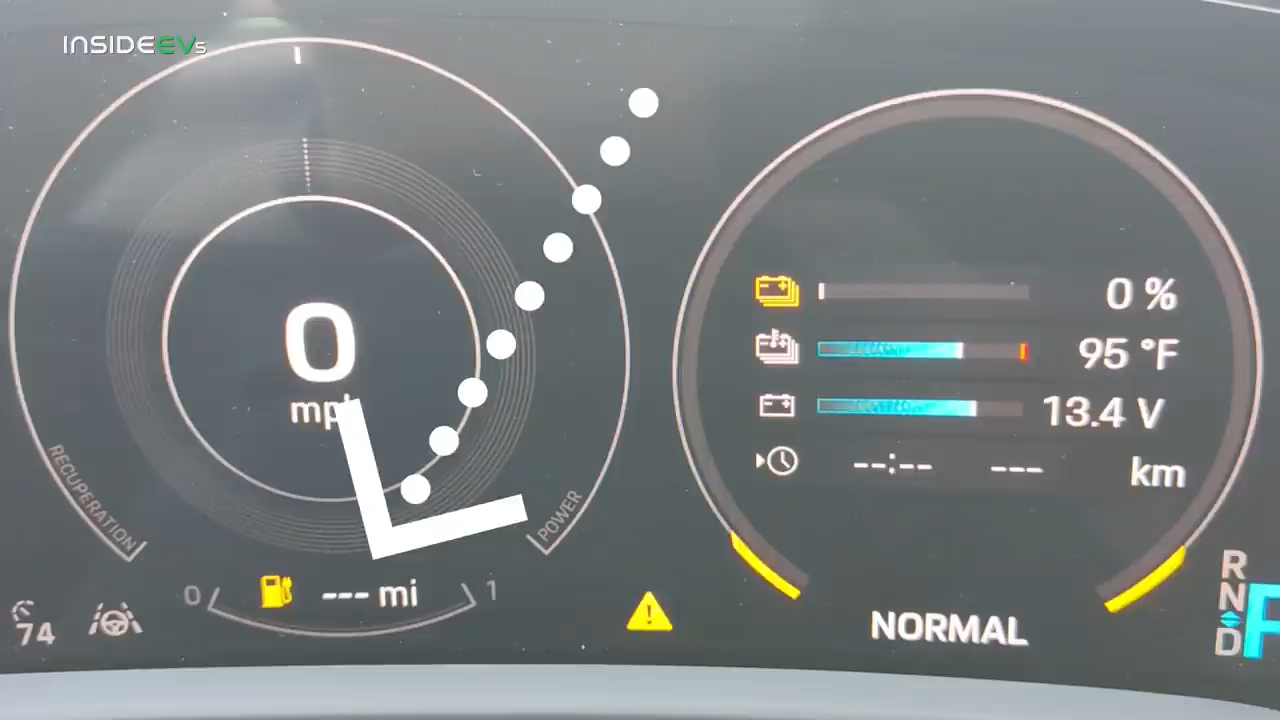 INSIDEEVs
0
mph
RECUPERATION
POWER
0
--- mi
1
74
0 %
95 °F
13.4 V
--:-- --- km
NORMAL
R
N
D
P